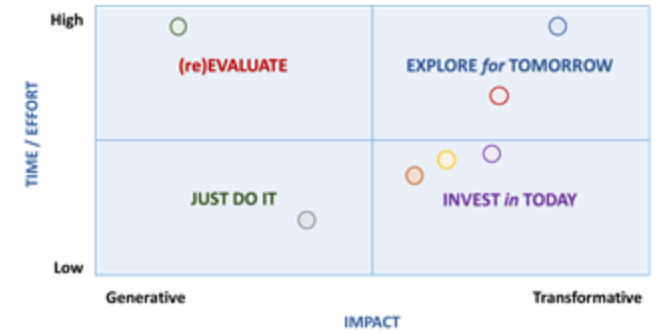 High
(re)EVALUATE
EXPLORE for TOMORROW
TIME / EFFORT
JUST DO IT
INVEST in TODAY
Low
Generative
Transformative
IMPACT